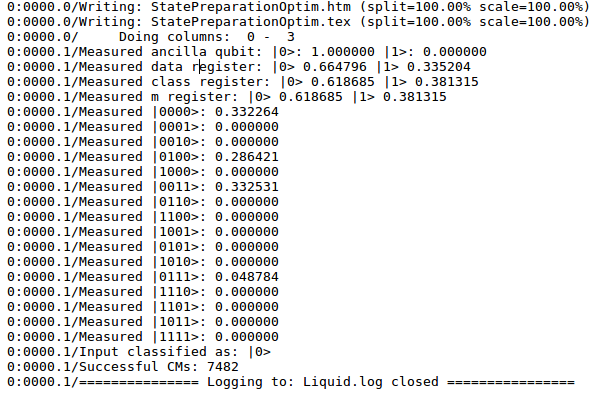 0:0000.0/Writing: StatePreparationOptim.htm (split=100.00% scale=100.00%)
0:0000.0/Writing: StatePreparationOptim.tex (split=100.00% scale=100.00%)
0:0000.0/     Doing columns:  0 -  3
0:0000.1/Measured ancilla qubit: |0>: 1.000000 |1>: 0.000000
0:0000.1/Measured data register: |0> 0.664796 |1> 0.335204
0:0000.1/Measured class register: |0> 0.618685 |1> 0.381315
0:0000.1/Measured m register: |0> 0.618685 |1> 0.381315
0:0000.1/Measured |0000>: 0.332264
0:0000.1/Measured |0001>: 0.000000
0:0000.1/Measured |0010>: 0.000000
0:0000.1/Measured |0100>: 0.286421
0:0000.1/Measured |1000>: 0.000000
0:0000.1/Measured |0011>: 0.332531
0:0000.1/Measured |0110>: 0.000000
0:0000.1/Measured |1100>: 0.000000
0:0000.1/Measured |1001>: 0.000000
0:0000.1/Measured |0101>: 0.000000
0:0000.1/Measured |1010>: 0.000000
0:0000.1/Measured |0111>: 0.048784
0:0000.1/Measured |1110>: 0.000000
0:0000.1/Measured |1101>: 0.000000
0:0000.1/Measured |1011>: 0.000000
0:0000.1/Measured |1111>: 0.000000
0:0000.1/Input classified as: |0>
0:0000.1/Successful CMs: 7482
0:0000.1/=============== Logging to: Liquid.log closed ================